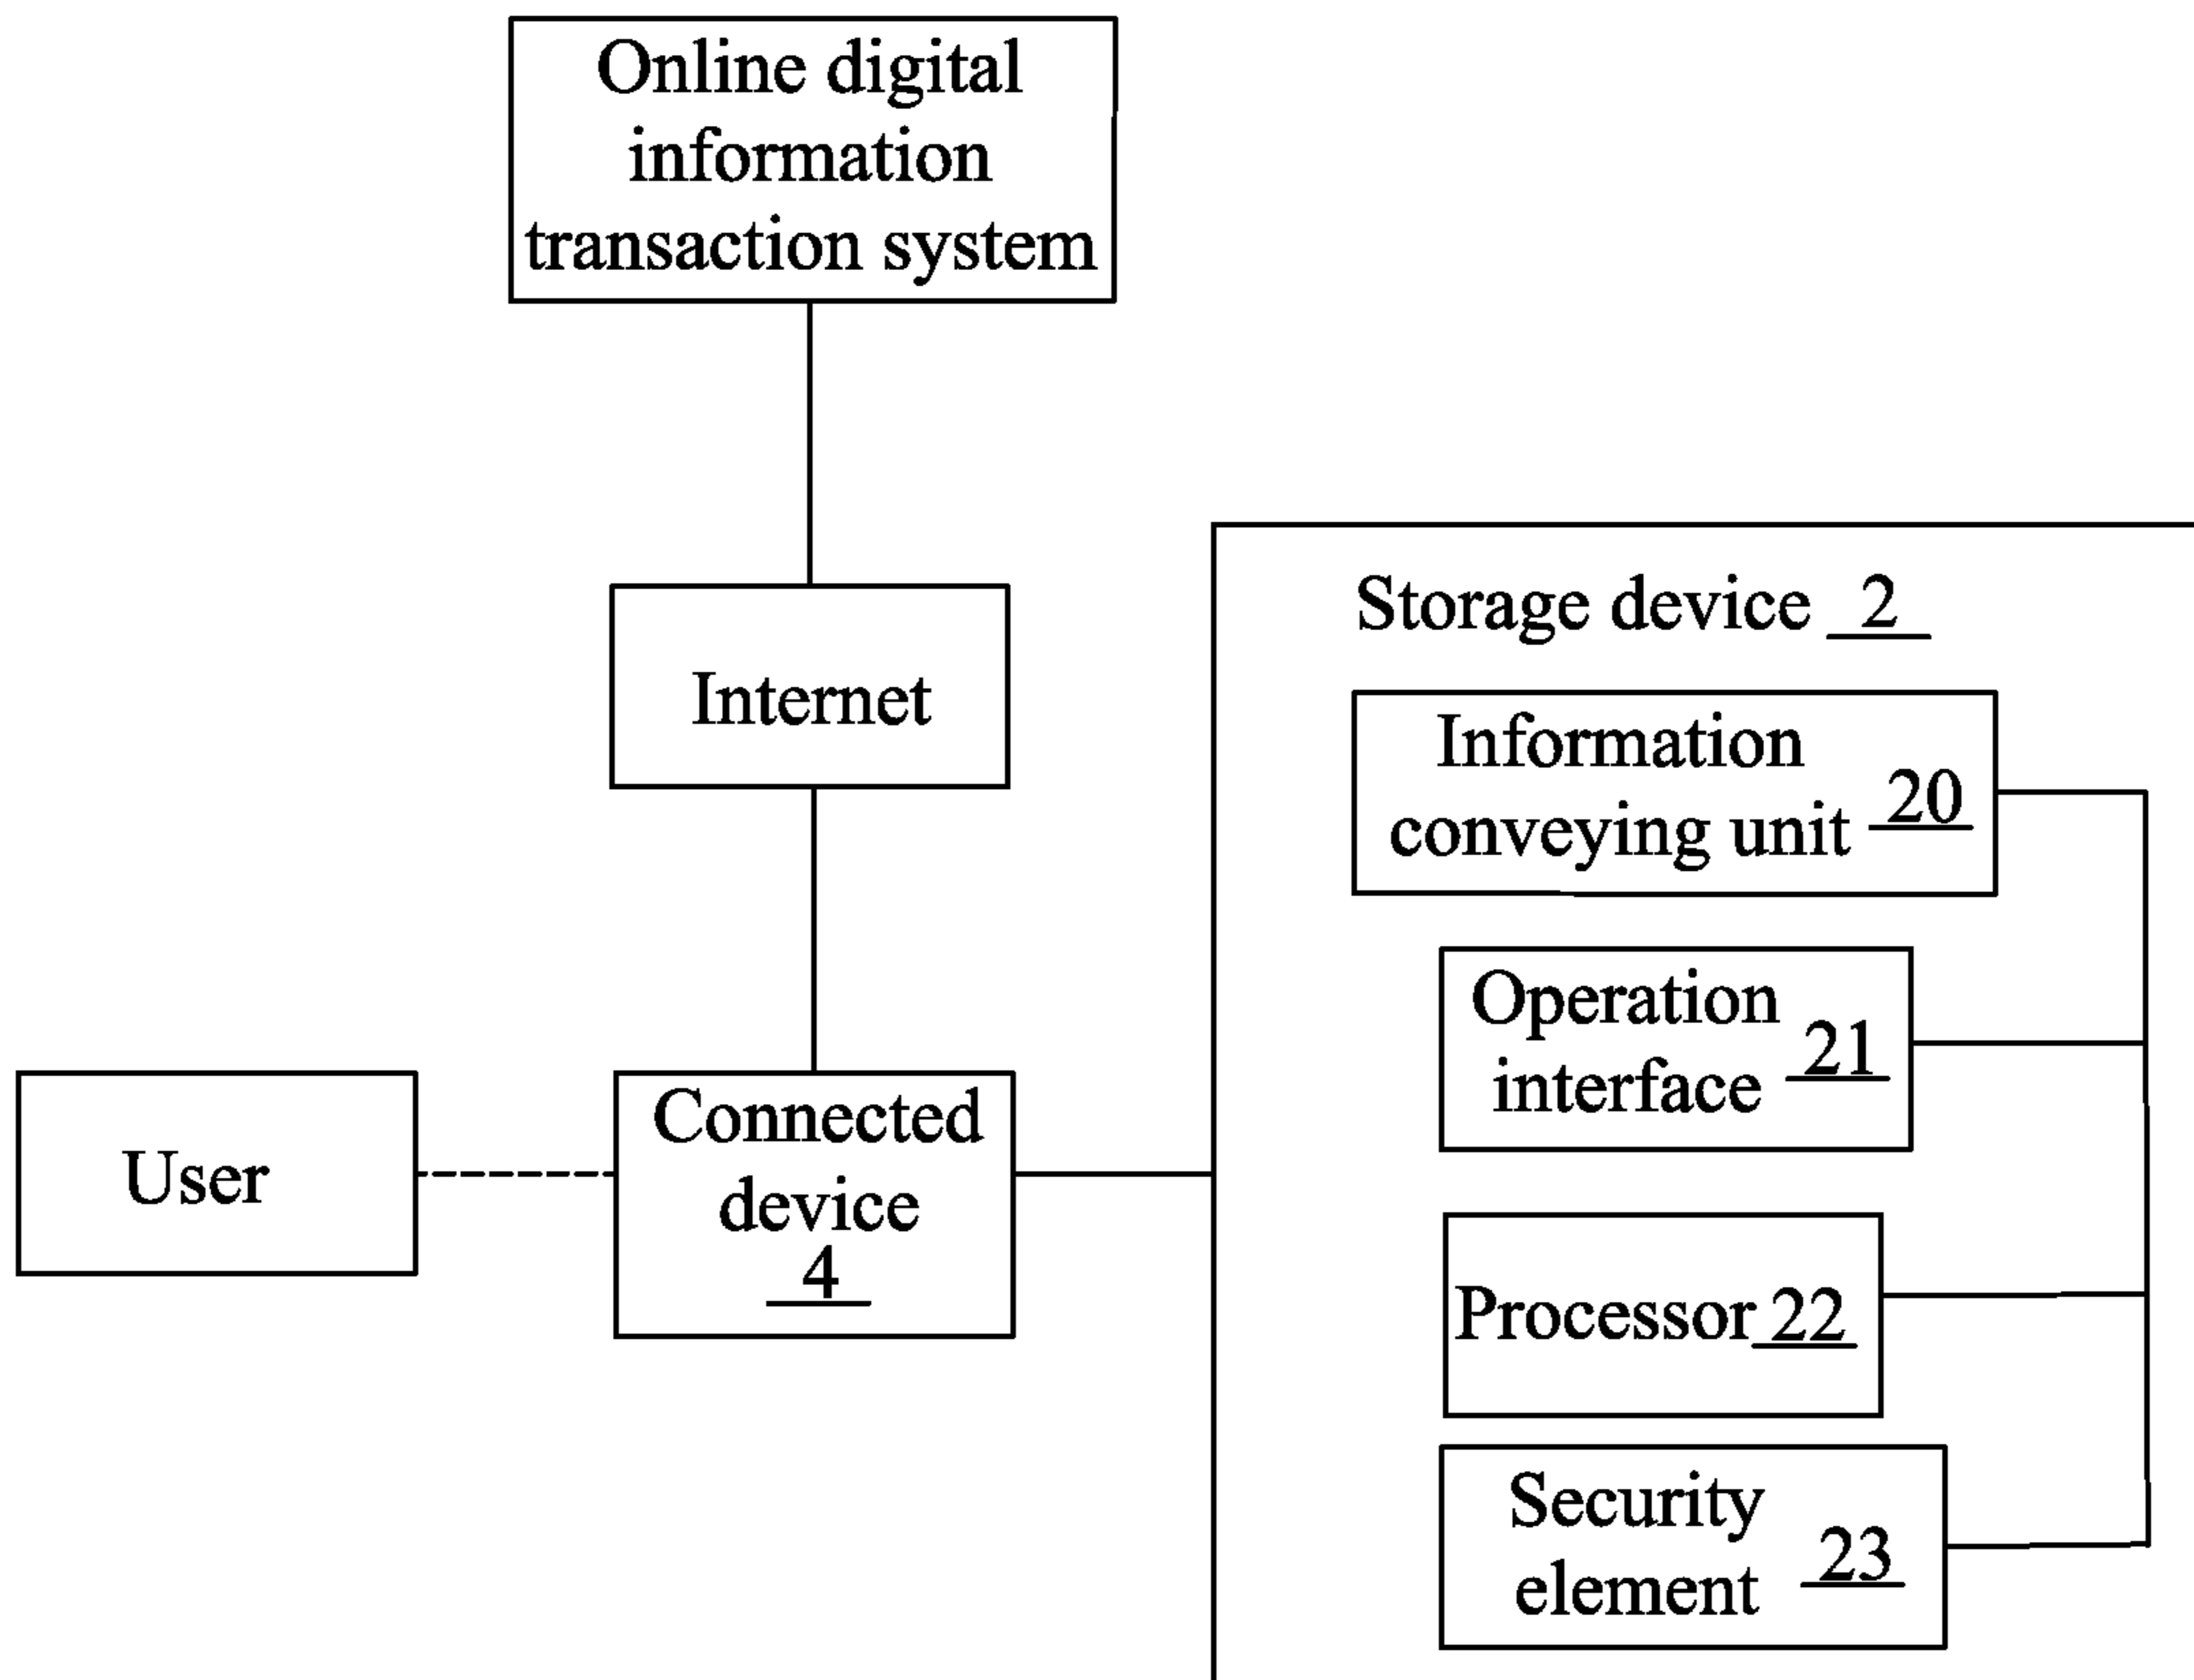 Online digital
information
transaction system
Internet
Storage device 2
Information
conveying unit 20
Operation
interface 21
User
Connected
device
4
Processor 22
Security
element 23